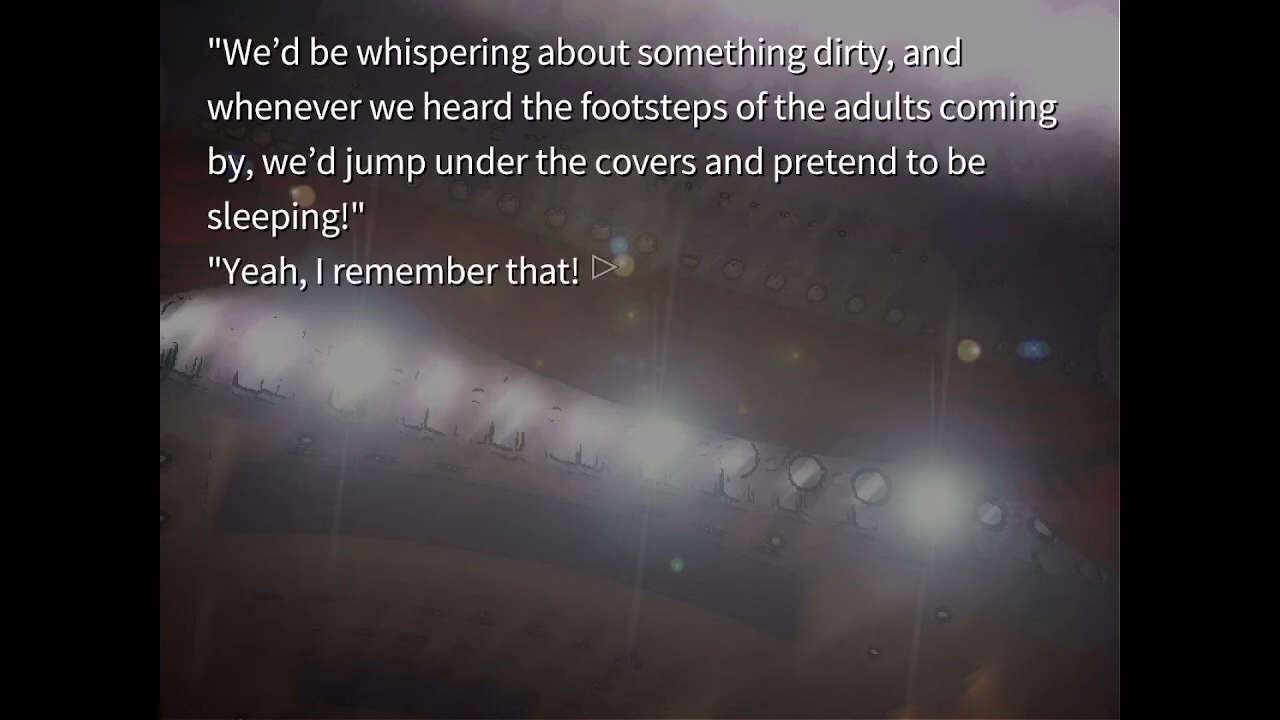 "We’d be whispering about something dirty, and
whenever we heard the footsteps of the adults coming
by, we’d jump under the covers and pretend to be
sleeping!"
"Yeah, I remember that!